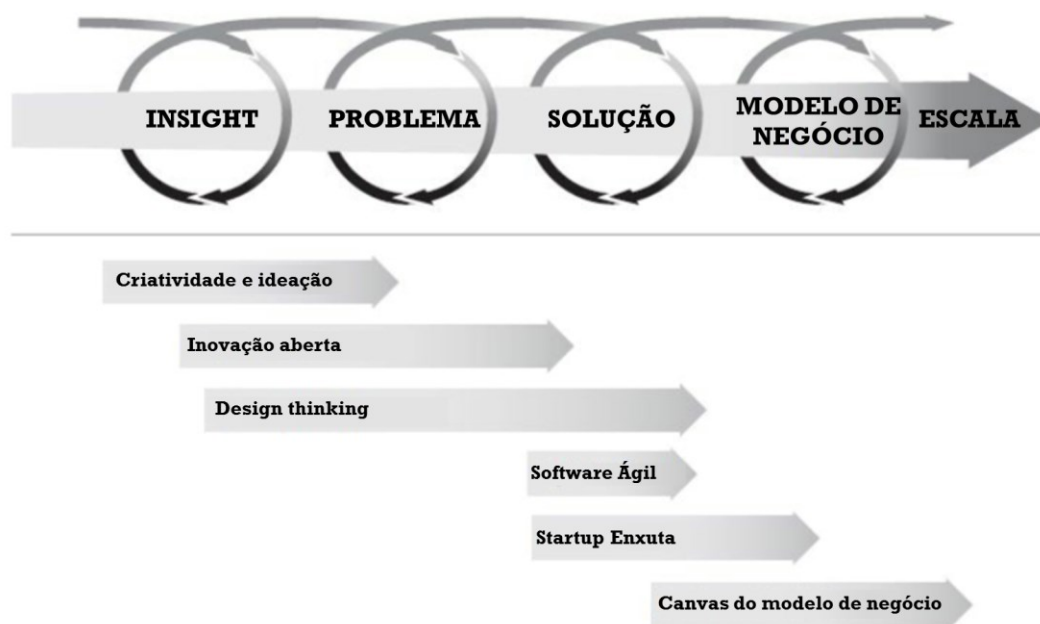 INSIGHT
PROBLEMA
SOLUÇÃO
MODELO DE
NEGÓCIO
ESCALA
Criatividade e ideação
Inovação aberta
Design thinking
Software Ágil
Startup Enxuta
Canvas do modelo de negócio